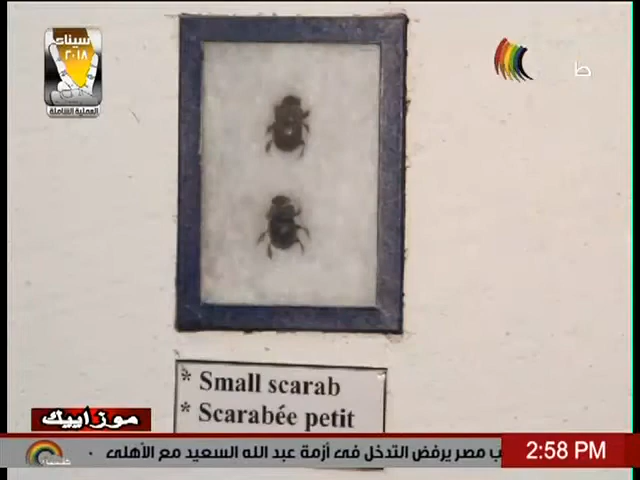 سيناء
٢٠١٨
العملية الشاملة
ط
* Small scarab
* Scarabée petit
موزاييك
ب مصر يرفض التدخل فى أزمة عبد الله السعيد مع الأهلى
2:58 PM